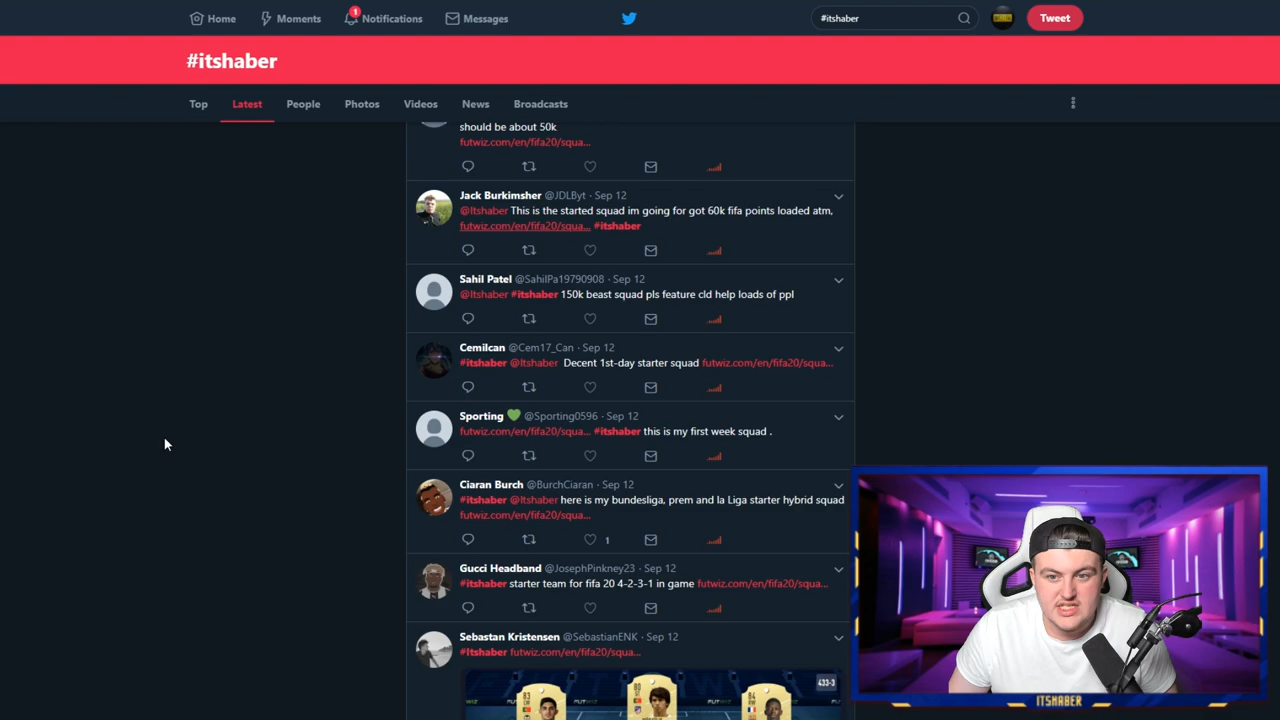 Home
Moments
1
Notifications
Messages
#itshaber
Tweet
#itshaber
Top
Latest
People
Photos
Videos
News
Broadcasts
should be about 50k
futwiz.com/en/fifa20/squa...
Jack Burkimsher @JDLByt · Sep 12
@Itshaber This is the started squad im going for got 60k fifa points loaded atm,
futwiz.com/en/fifa20/squa... #itshaber
Sahil Patel @SahilPa19790908 · Sep 12
@Itshaber #itshaber 150k beast squad pls feature cld help loads of ppl
Cemilcan @Cem17_Can · Sep 12
#itshaber @Itshaber Decent 1st-day starter squad futwiz.com/en/fifa20/squa...
Sporting 💚 @Sporting0596 · Sep 12
futwiz.com/en/fifa20/squa... #itshaber this is my first week squad .
Ciaran Burch @BurchCiaran · Sep 12
#itshaber @Itshaber here is my bundesliga, prem and la Liga starter hybrid squad
futwiz.com/en/fifa20/squa...
1
Gucci Headband @JosephPinkney23 · Sep 12
#itshaber starter team for fifa 20 4-2-3-1 in game futwiz.com/en/fifa20/squa...
Sebastan Kristensen @SebastianENK · Sep 12
#Itshaber futwiz.com/en/fifa20/squa...
433-3
83
80
84
ITSHABER